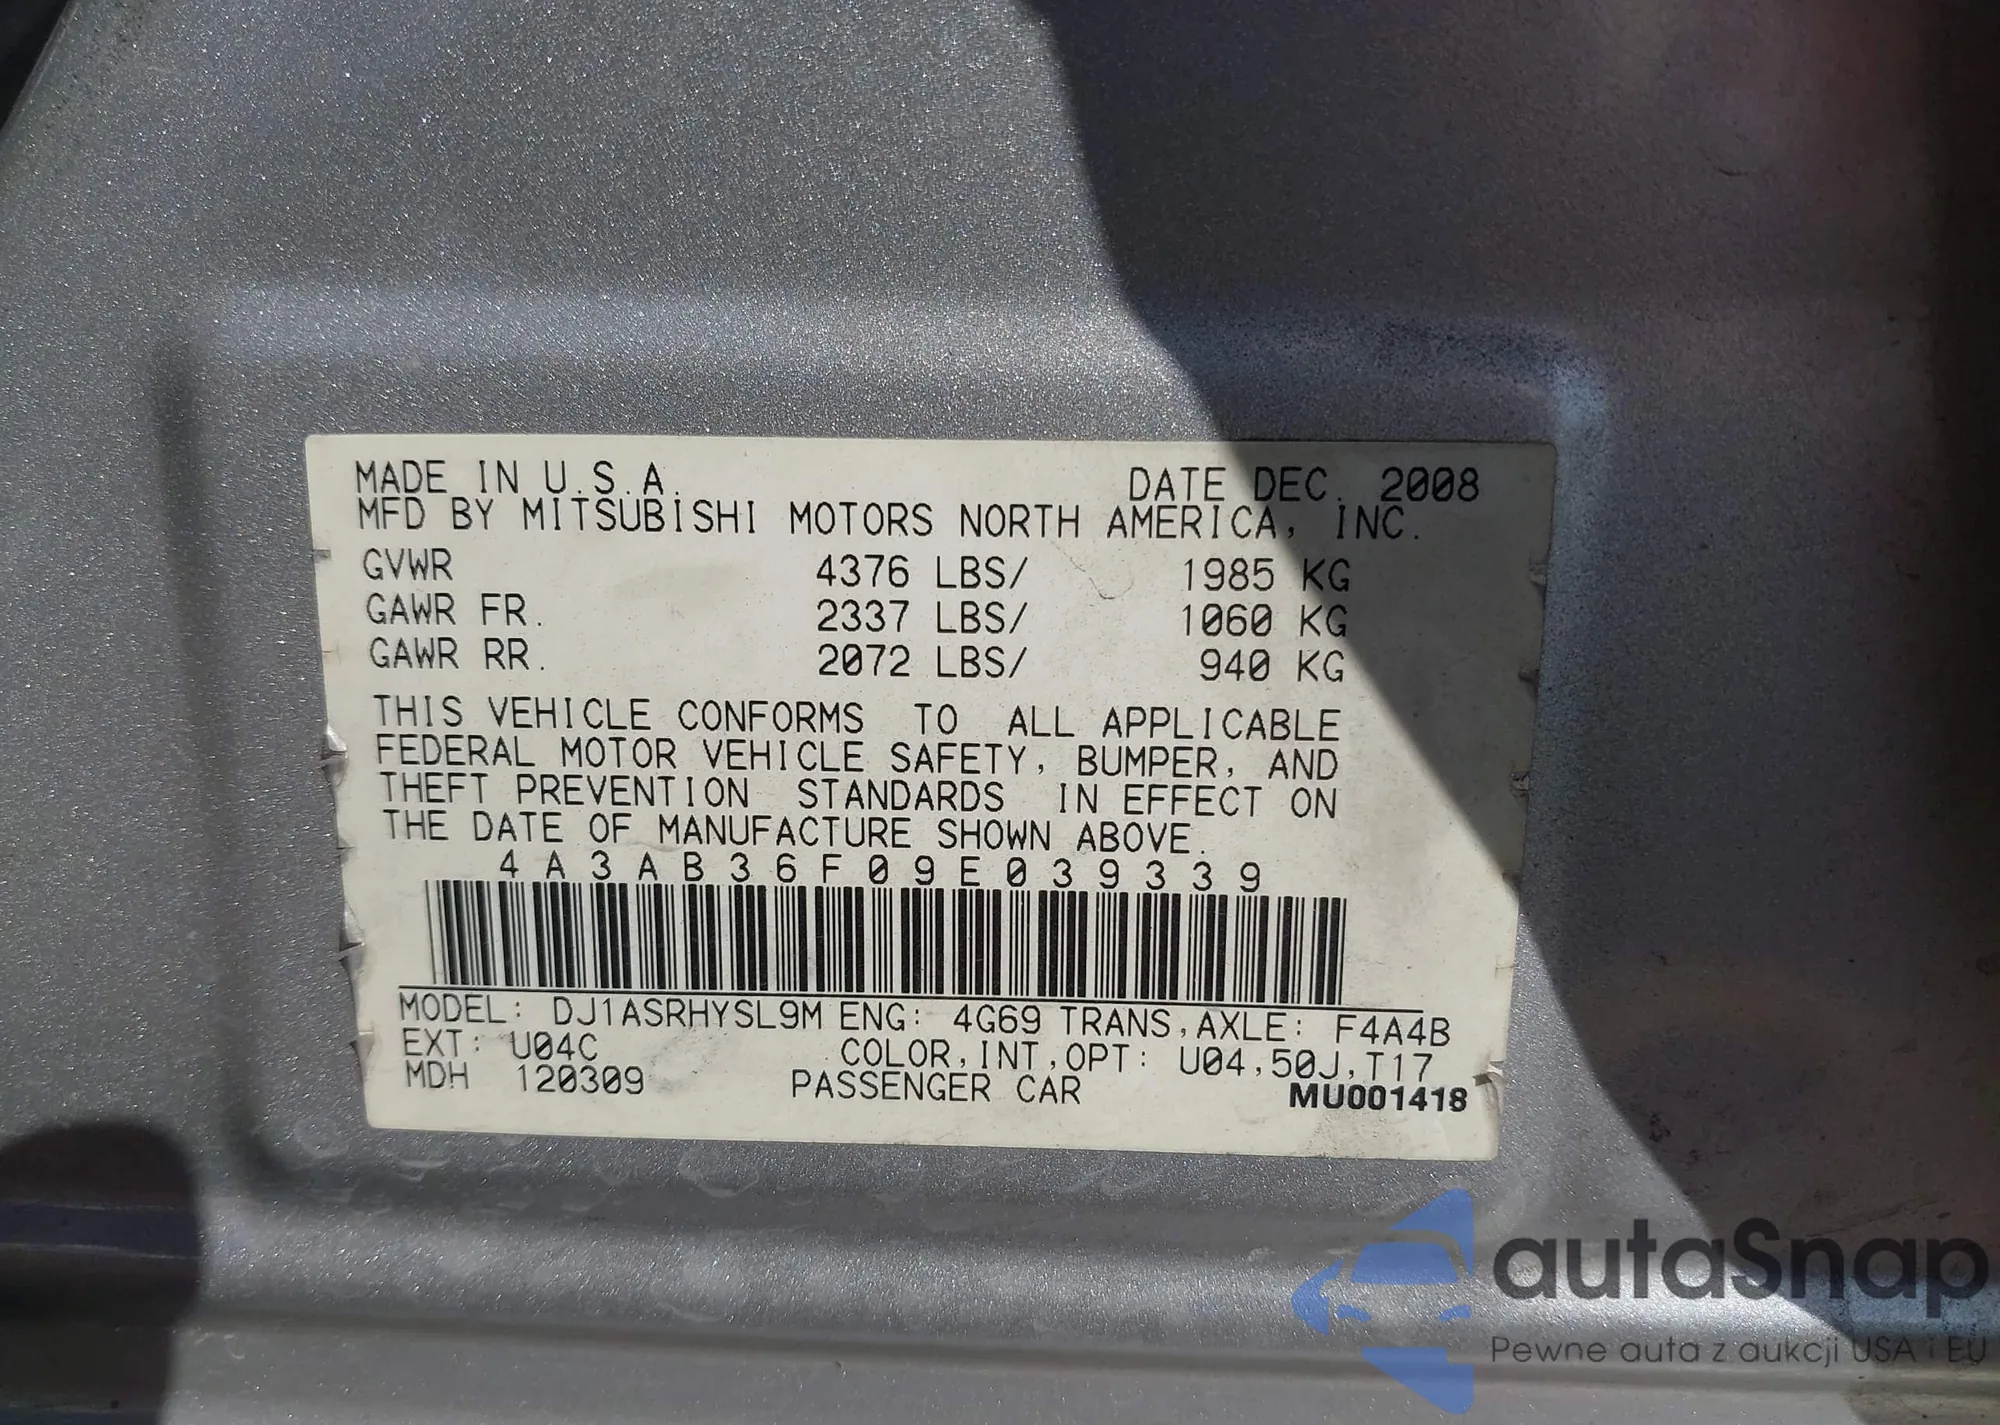 MADE IN U.S.A. DATE DEC. 2008
MFD BY MITSUBISHI MOTORS NORTH AMERICA, INC.
GVWR 4376 LBS/ 1985 KG
GAWR FR. 2337 LBS/ 1060 KG
GAWR RR. 2072 LBS/ 940 KG
THIS VEHICLE CONFORMS TO ALL APPLICABLE
FEDERAL MOTOR VEHICLE SAFETY, BUMPER, AND
THEFT PREVENTION STANDARDS IN EFFECT ON
THE DATE OF MANUFACTURE SHOWN ABOVE.
4A3AB36F09E039339
MODEL: DJ1ASRHYSL9M ENG: 4G69 TRANS,AXLE: F4A4B
EXT: U04C COLOR,INT,OPT: U04,50J,T17
MDH 120309 PASSENGER CAR MU001418
autaSnap
Pewne auta z aukcji USA i EU